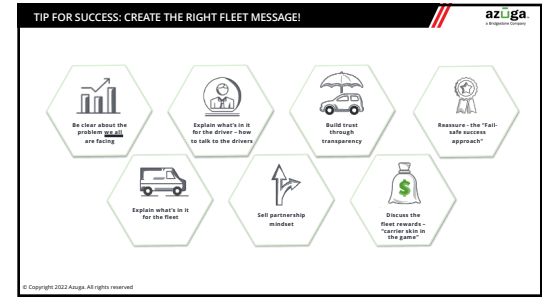 TIP FOR SUCCESS: CREATE THE RIGHT FLEET MESSAGE!
azūga
a Bridgestone Company
Be clear about the
problem we all
are facing
Explain what's in it
for the driver – how
to talk to the drivers
Build trust
through
transparency
Reassure - the "Fail-
safe success
approach"
Explain what's in it
for the fleet
Sell partnership
mindset
$
Discuss the
fleet rewards –
"carrier skin in
the game"
© Copyright 2022 Azuga. All rights reserved